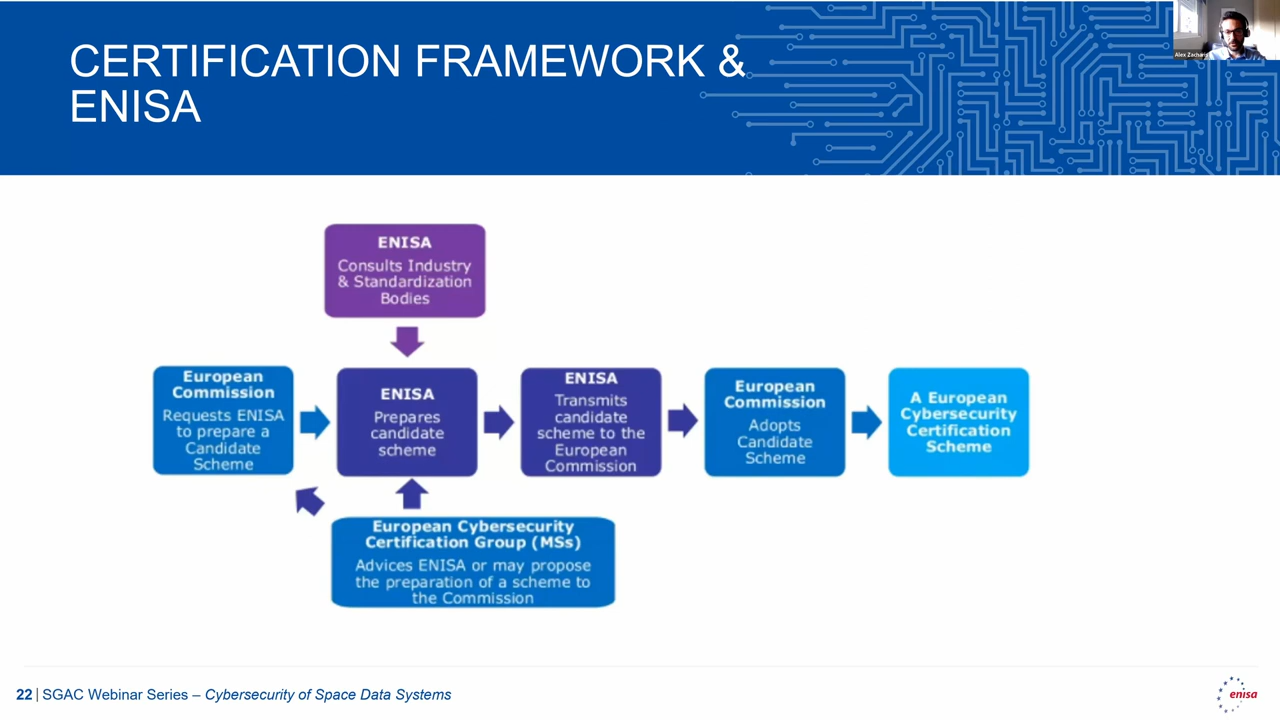 CERTIFICATION FRAMEWORK &
ENISA
Alex Zacharis
ENISA
Consults Industry
& Standardization
Bodies
European
Commission
Requests ENISA
to prepare a
Candidate
Scheme
ENISA
Prepares
candidate
scheme
ENISA
Transmits
candidate
scheme to the
European
Commission
European
Commission
Adopts
Candidate
Scheme
A European
Cybersecurity
Certification
Scheme
European Cybersecurity
Certification Group (MSs)
Advices ENISA or may propose
the preparation of a scheme to
the Commission
22 | SGAC Webinar Series – Cybersecurity of Space Data Systems
enisa